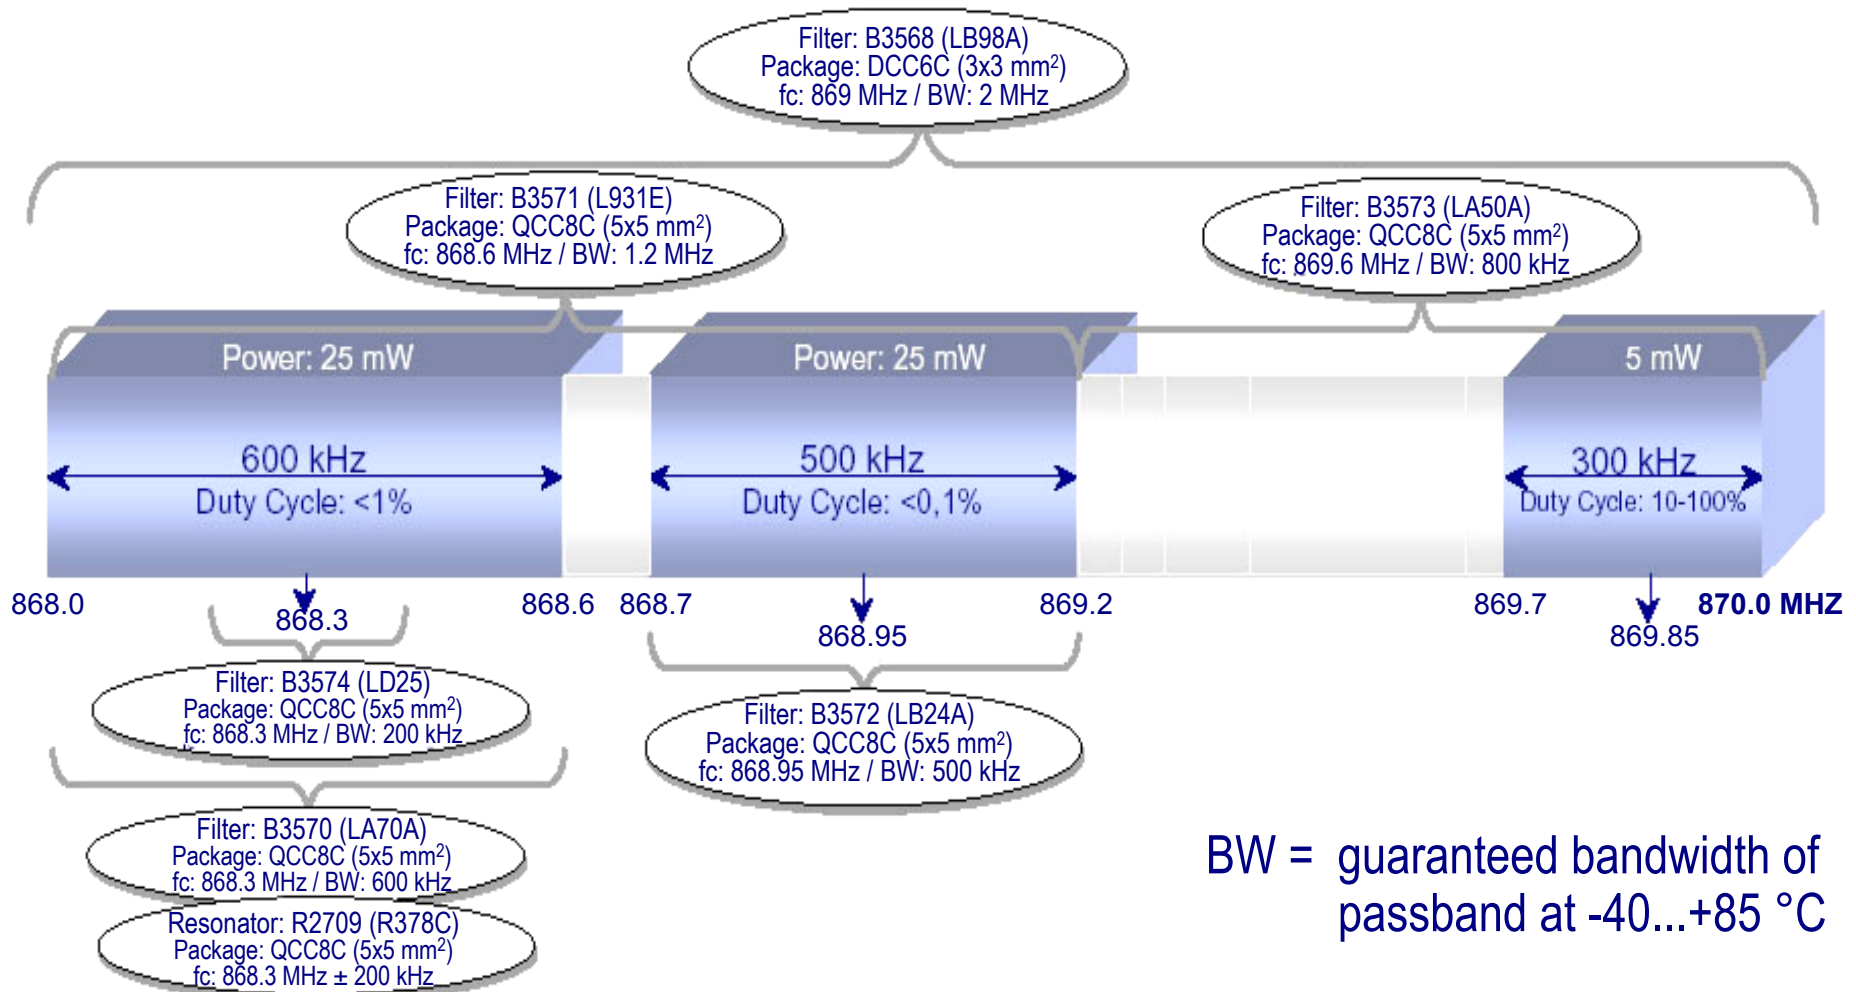 Filter: B3568 (LB98A)
Package: DCC6C (3x3 mm²)
fc: 869 MHz / BW: 2 MHz
Filter: B3571 (L931E)
Package: QCC8C (5x5 mm²)
fc: 868.6 MHz / BW: 1.2 MHz
Filter: B3573 (LA50A)
Package: QCC8C (5x5 mm²)
fc: 869.6 MHz / BW: 800 kHz
Power: 25 mW
Power: 25 mW
5 mW
600 kHz
Duty Cycle: <1%
500 kHz
Duty Cycle: <0,1%
300 kHz
Duty Cycle: 10-100%
868.0
868.3
868.6
868.7
868.95
869.2
869.7
869.85
870.0 MHZ
Filter: B3574 (LD25)
Package: QCC8C (5x5 mm²)
fc: 868.3 MHz / BW: 200 kHz
Filter: B3572 (LB24A)
Package: QCC8C (5x5 mm²)
fc: 868.95 MHz / BW: 500 kHz
Filter: B3570 (LA70A)
Package: QCC8C (5x5 mm²)
fc: 868.3 MHz / BW: 600 kHz
Resonator: R2709 (R378C)
Package: QCC8C (5x5 mm²)
fc: 868.3 MHz ± 200 kHz
BW = guaranteed bandwidth of
passband at -40...+85 °C